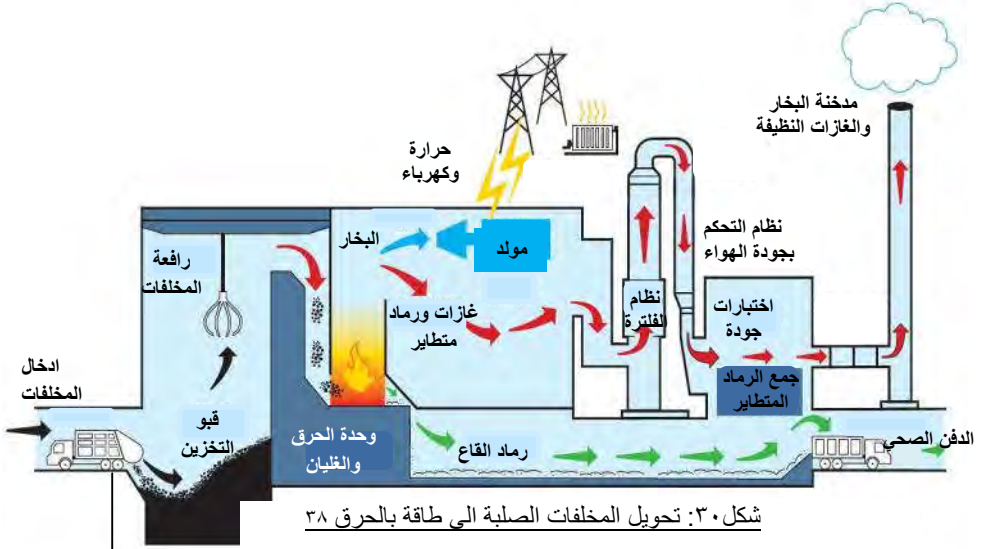 مدخنة البخار
والغازات النظيفة
حرارة
وكهرباء
نظام التحكم
بجودة الهواء
البخار
مولد
رافعة
المخلفات
غازات ورماد
متطاير
نظام
الفلترة
اختبارات
جودة
ادخال
المخلفات
جمع الرماد
المتطاير
قبو
التخزين
وحدة الحرق
والغليان
رماد القاع
الدفن الصحي
شكل٣٠: تحويل المخلفات الصلبة الى طاقة بالحرق ٣٨